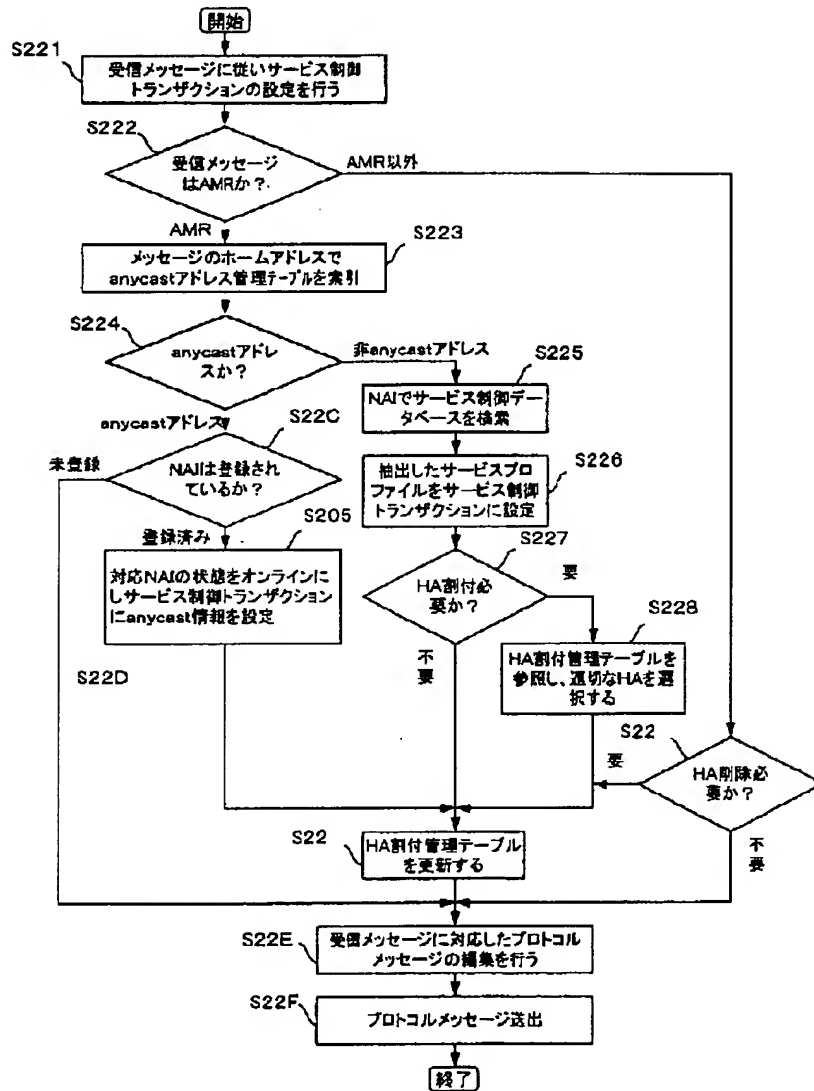 開始
S221
受信メッセージに従いサービス制御
トランザクションの設定を行う
S222
受信メッセージ
はAMRか?
AMR以外
AMR
S223
メッセージのホームアドレスで
anycastアドレス管理テーブルを索引
S224
anycastアドレ
スか?
非anycastアドレス
S225
NAIでサービス制御デー
タベースを検索
anycastアドレス
S22C
未登録
NAIは登録され
ているか?
S226
抽出したサービスプロ
ファイルをサービス制御
トランザクションに設定
登録済み
S205
S227
対応NAIの状態をオンラインに
しサービス制御トランザクション
にanycast情報を設定
HA割付必
要か?
要
S228
不
要
HA割付管理テーブルを
参照し、適切なHAを選
択する
S22D
S22
要
HA削除必
要か?
S22
HA割付管理テーブル
を更新する
不
要
S22E
受信メッセージに対応したプロトコル
メッセージの編集を行う
S22F
プロトコルメッセージ送出
終了